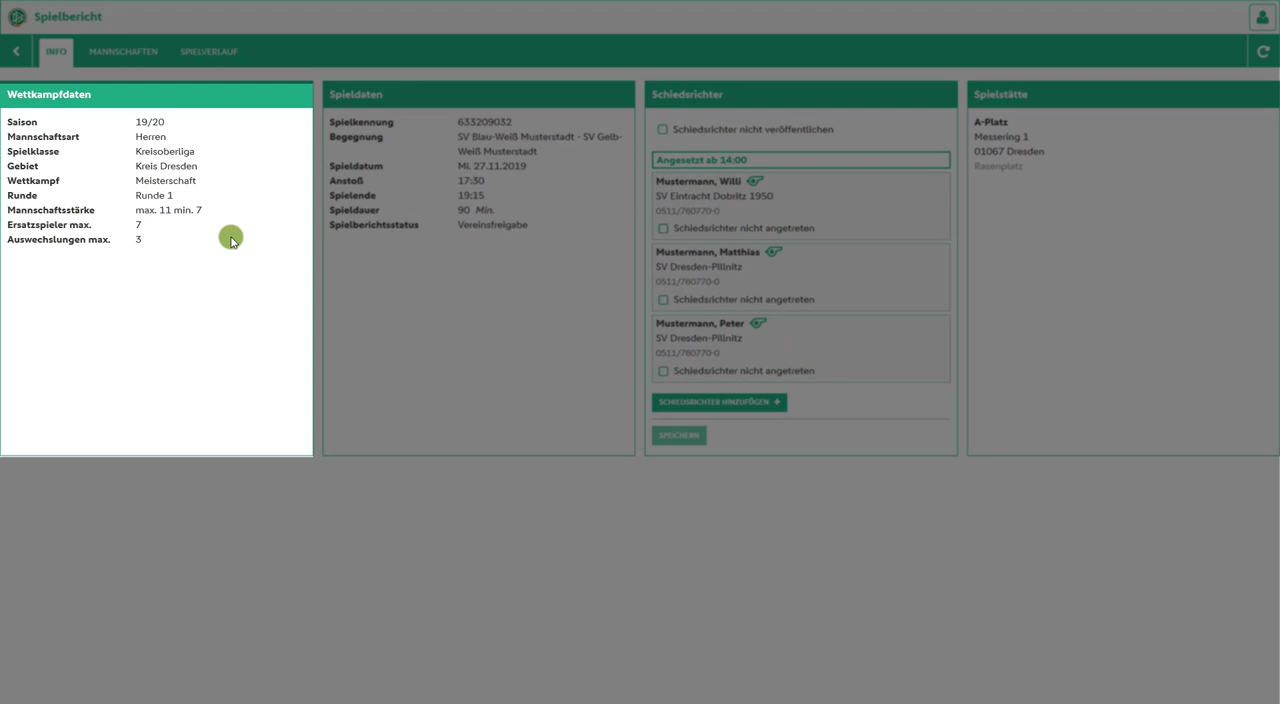 Spielbericht
INFO MANNSCHAFTEN SPIELVERLAUF
Wettkampfdaten
Saison 19/20
Mannschaftsart Herren
Spielklasse Kreisoberliga
Gebiet Kreis Dresden
Wettkampf Meisterschaft
Runde Runde 1
Mannschaftsstärke max. 11 min. 7
Ersatzspieler max. 7
Auswechslungen max. 3
Spieldaten
Spielkennung 633209032
Begegnung SV Blau-Weiß Musterstadt - SV Gelb-
Weiß Musterstadt
Spieldatum Mi. 27.11.2019
Anstoß 17:30
Spielende 19:15
Spieldauer 90 Min.
Spielberichtsstatus Vereinsfreigabe
Schiedsrichter
Schiedsrichter nicht veröffentlichen
Angesetzt ab 14:00
Mustermann, Willi
SV Eintracht Dobritz 1950
0511/760770-0
Schiedsrichter nicht angetreten
Mustermann, Matthias
SV Dresden-Pillnitz
0511/760770-0
Schiedsrichter nicht angetreten
Mustermann, Peter
SV Dresden-Pillnitz
0511/760770-0
Schiedsrichter nicht angetreten
SCHIEDSRICHTER HINZUFÜGEN +
SPEICHERN
Spielstätte
A-Platz
Messering 1
01067 Dresden
Rasenplatz